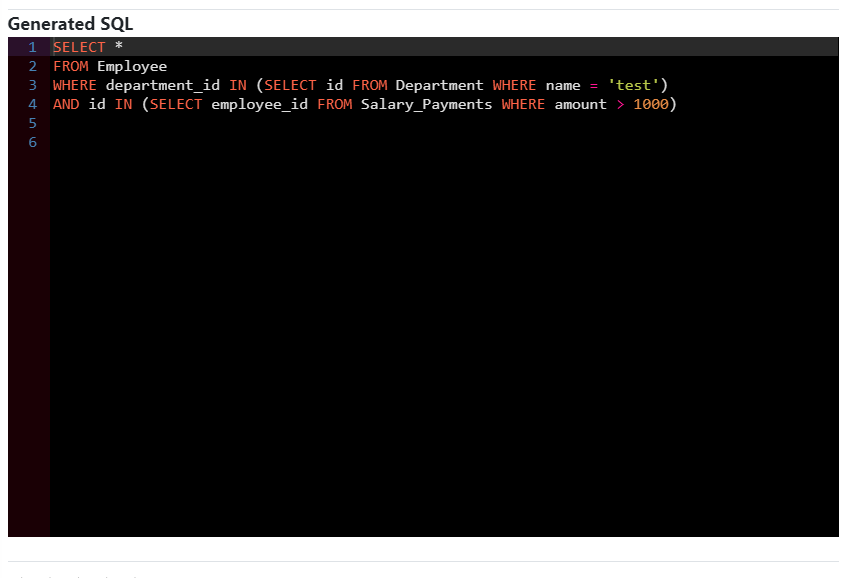 Generated SQL
1 SELECT *
2 FROM Employee
3 WHERE department_id IN (SELECT id FROM Department WHERE name = 'test')
4 AND id IN (SELECT employee_id FROM Salary_Payments WHERE amount > 1000)
5
6